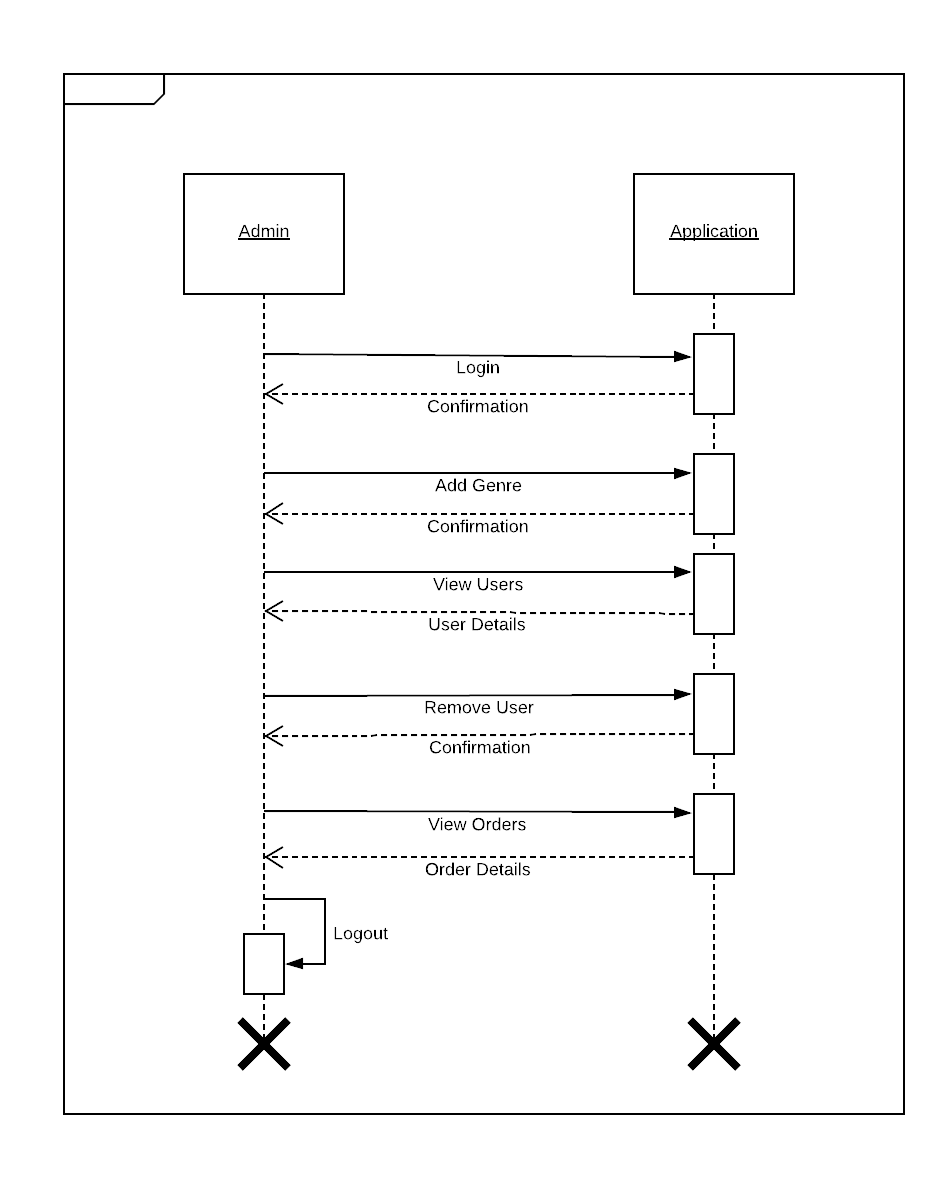 Admin
Application
Login
Confirmation
Add Genre
Confirmation
View Users
User Details
Remove User
Confirmation
View Orders
Order Details
Logout